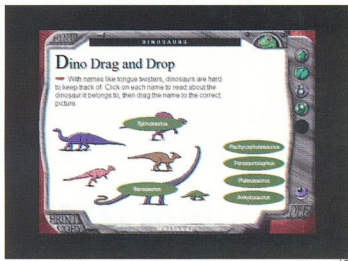 DINOSAURS
Dino Drag and Drop
With names like tongue twisters, dinosaurs are hard
to keep track of. Click on each name to read about the
dinosaur it belongs to, then drag the name to the correct
picture.
Spinosaurus
Pachycephalosaurus
Parasaurolophus
Barosaurus
Ankylosaurus
PRINT
COPY